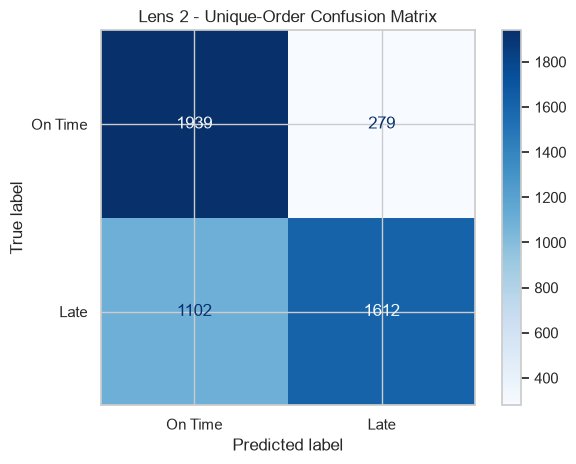 Lens 2 - Unique-Order Confusion Matrix
On Time
1939
279
Late
1102
1612
On Time
Late
Predicted label
True label
1800
1600
1400
1200
1000
800
600
400